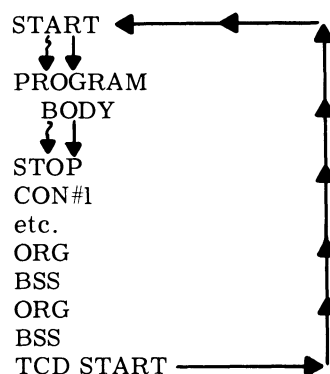 START
PROGRAM
BODY
STOP
CON#1
etc.
ORG
BSS
ORG
BSS
TCD START